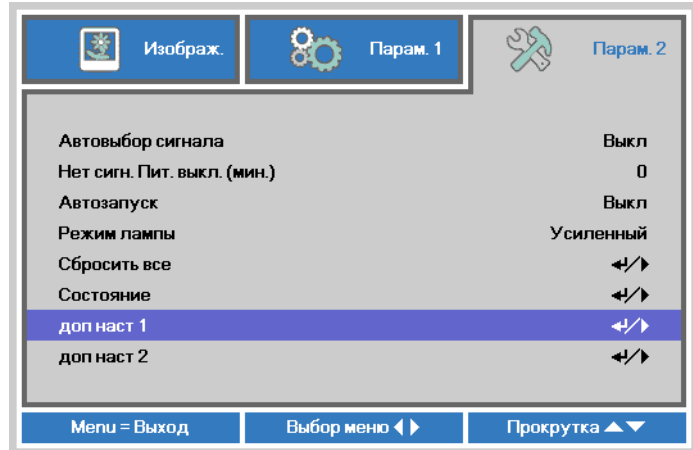 Изображ. Парам. 1 Парам. 2
Автовыбор сигнала Выкл
Нет сигн. Пит. выкл. (мин.) 0
Автозапуск Выкл
Режим лампы Усиленный
Сбросить все
Состояние
доп наст 1
доп наст 2
Menu = Выход Выбор меню Прокрутка